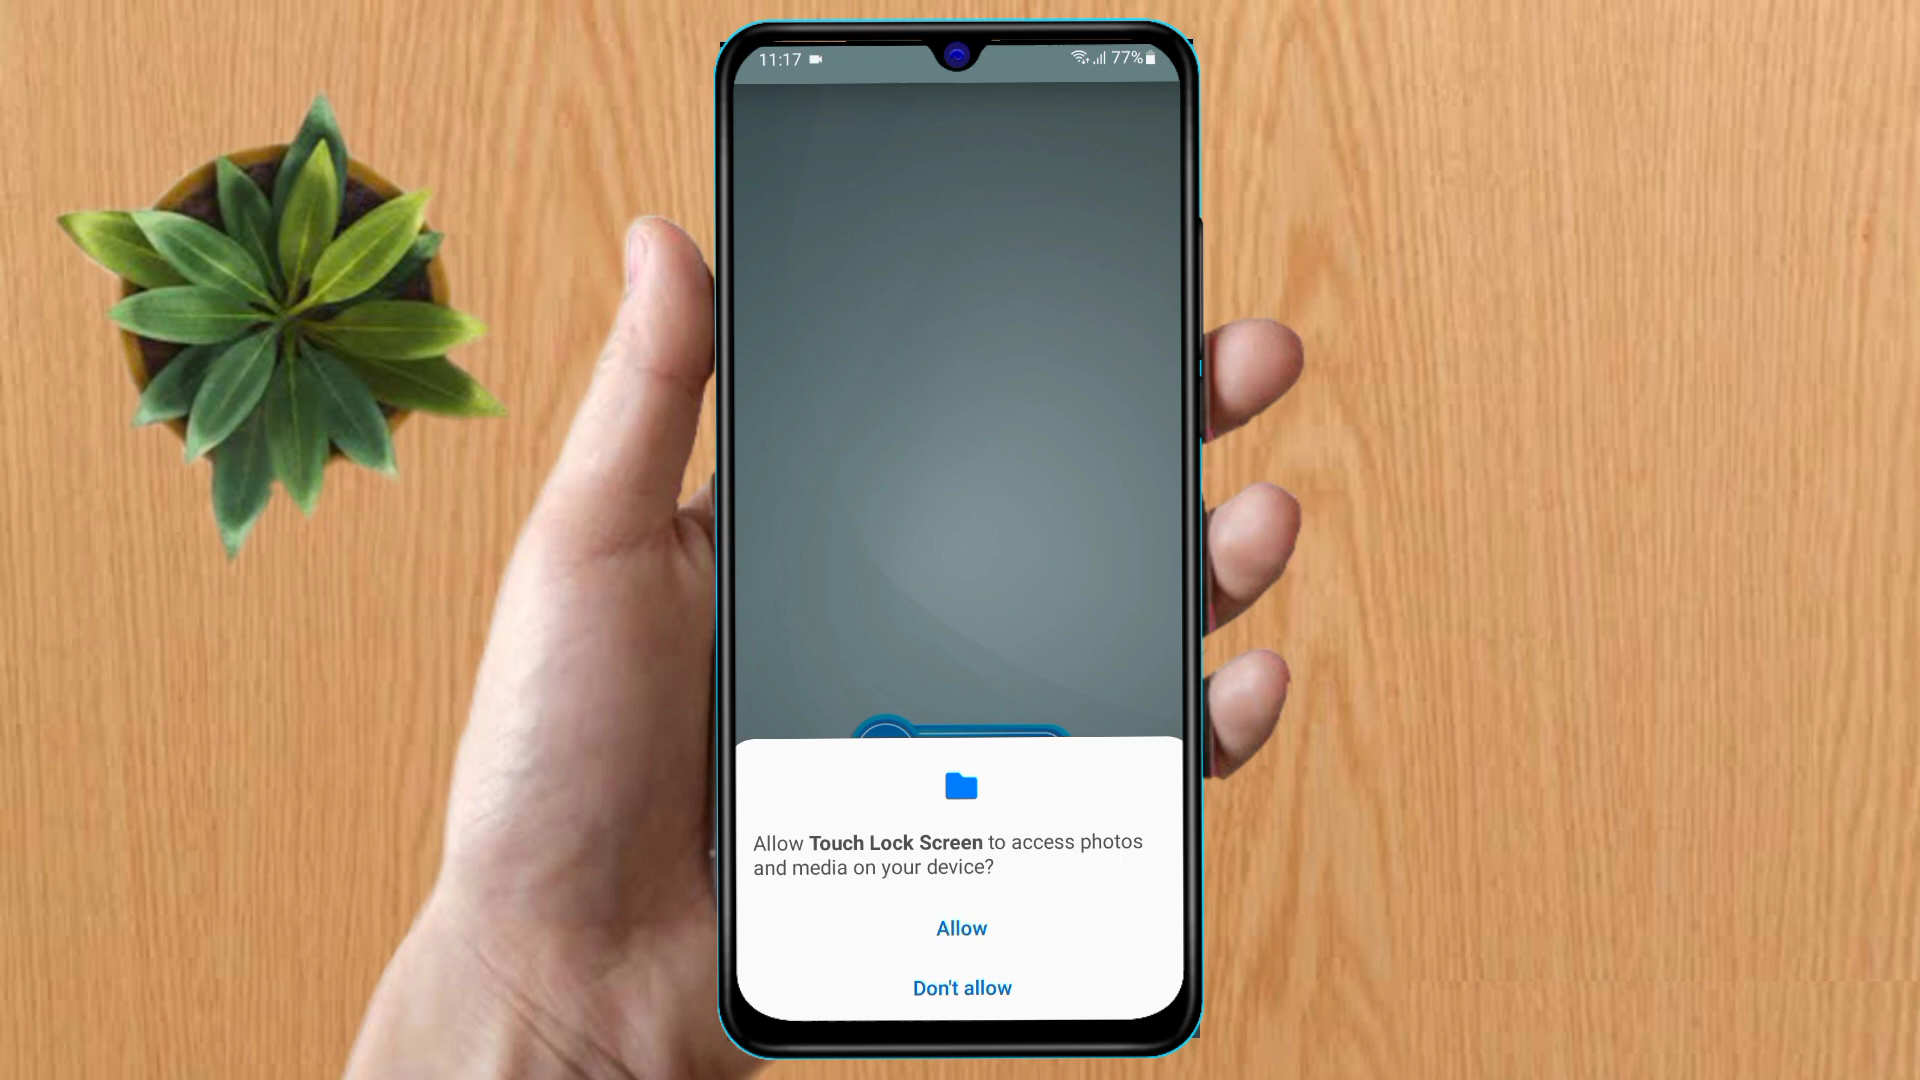 11:17
77%
Allow Touch Lock Screen to access photos
and media on your device?
Allow
Don't allow